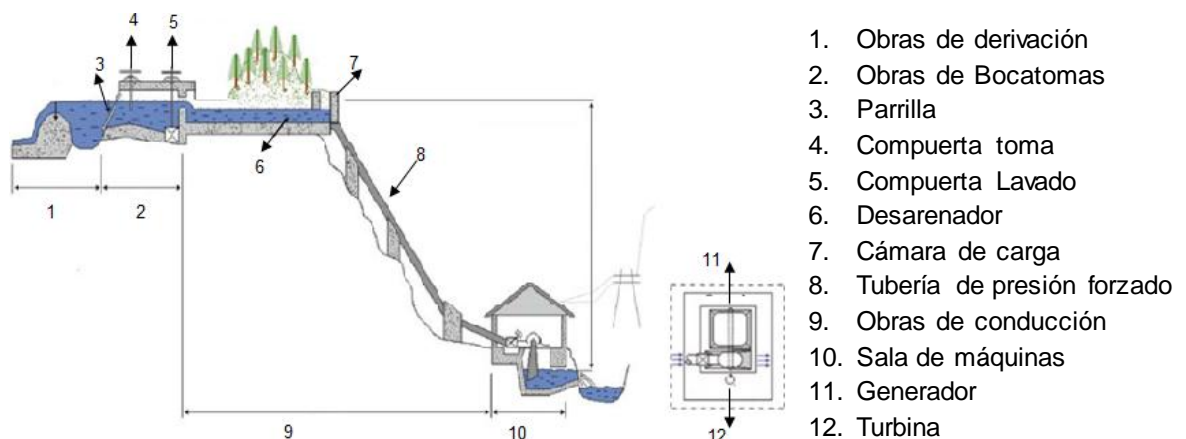 4
5
3
7
6
8
1
2
9
10
11
12
1. Obras de derivación
2. Obras de Bocatomas
3. Parrilla
4. Compuerta toma
5. Compuerta Lavado
6. Desarenador
7. Cámara de carga
8. Tubería de presión forzado
9. Obras de conducción
10. Sala de máquinas
11. Generador
12. Turbina